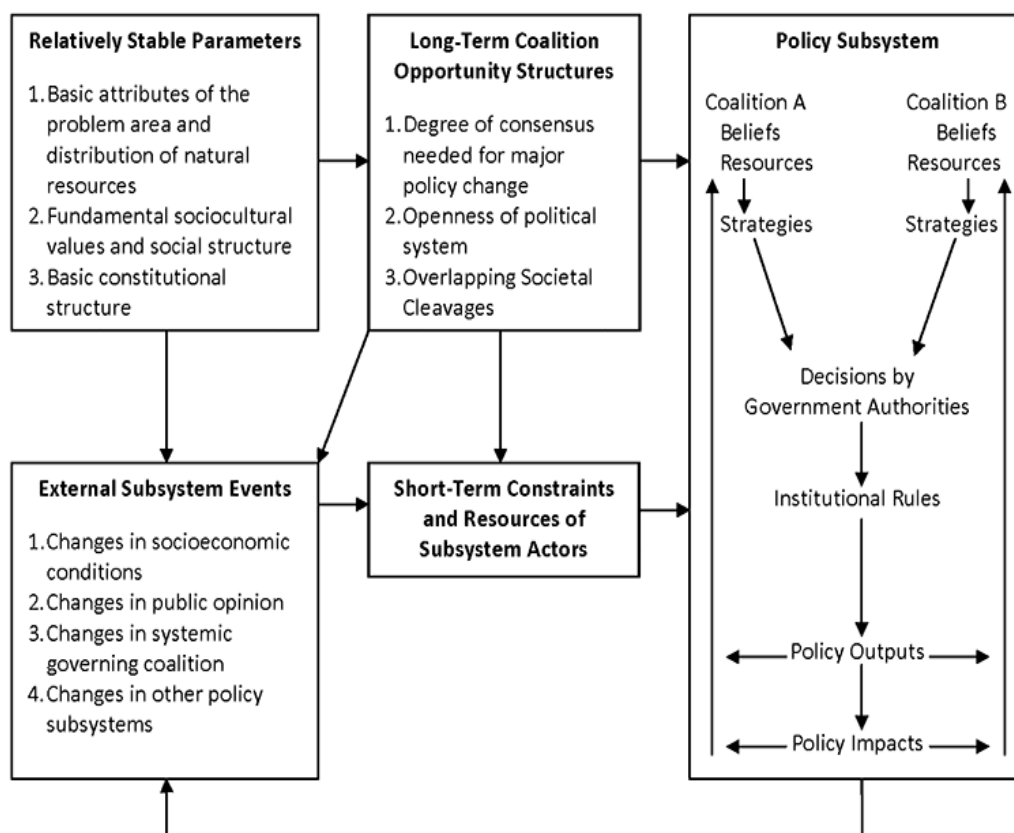 Relatively Stable Parameters
1. Basic attributes of the
problem area and
distribution of natural
resources
2. Fundamental sociocultural
values and social structure
3. Basic constitutional
structure
Long-Term Coalition
Opportunity Structures
1. Degree of consensus
needed for major
policy change
2. Openness of political
system
3. Overlapping Societal
Cleavages
Policy Subsystem
Coalition A
Beliefs
Resources
Strategies
Coalition B
Beliefs
Resources
Strategies
Decisions by
Government Authorities
Institutional Rules
Policy Outputs
Policy Impacts
External Subsystem Events
1. Changes in socioeconomic
conditions
2. Changes in public opinion
3. Changes in systemic
governing coalition
4. Changes in other policy
subsystems
Short-Term Constraints
and Resources of
Subsystem Actors